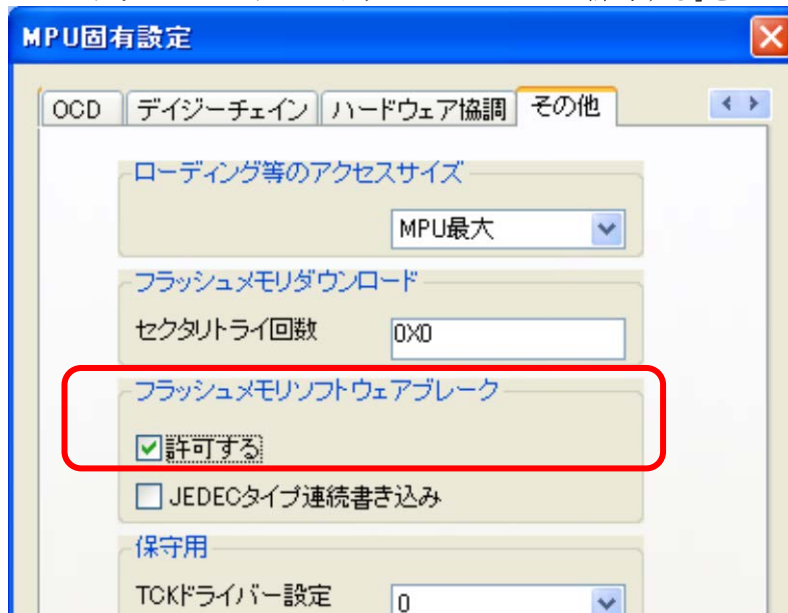 MPU固有設定
OCD デイジーチェイン ハードウェア協調 その他
ローディング等のアクセスサイズ
MPU最大
フラッシュメモリダウンロード
セクタリトライ回数 0X0
フラッシュメモリソフトウェアブレーク
許可する
JEDECタイプ連続書き込み
保守用
TCKドライバー設定 0